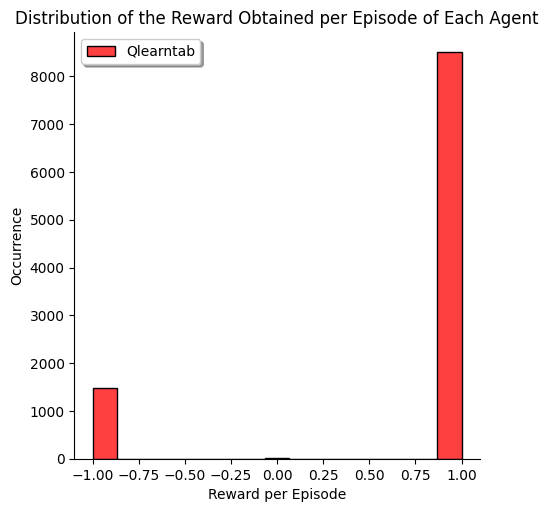 Distribution of the Reward Obtained per Episode of Each Agent
Qlearntab
8000
7000
6000
5000
4000
3000
2000
1000
0
Occurrence
−1.00 −0.75 −0.50 −0.25 0.00 0.25 0.50 0.75 1.00
Reward per Episode